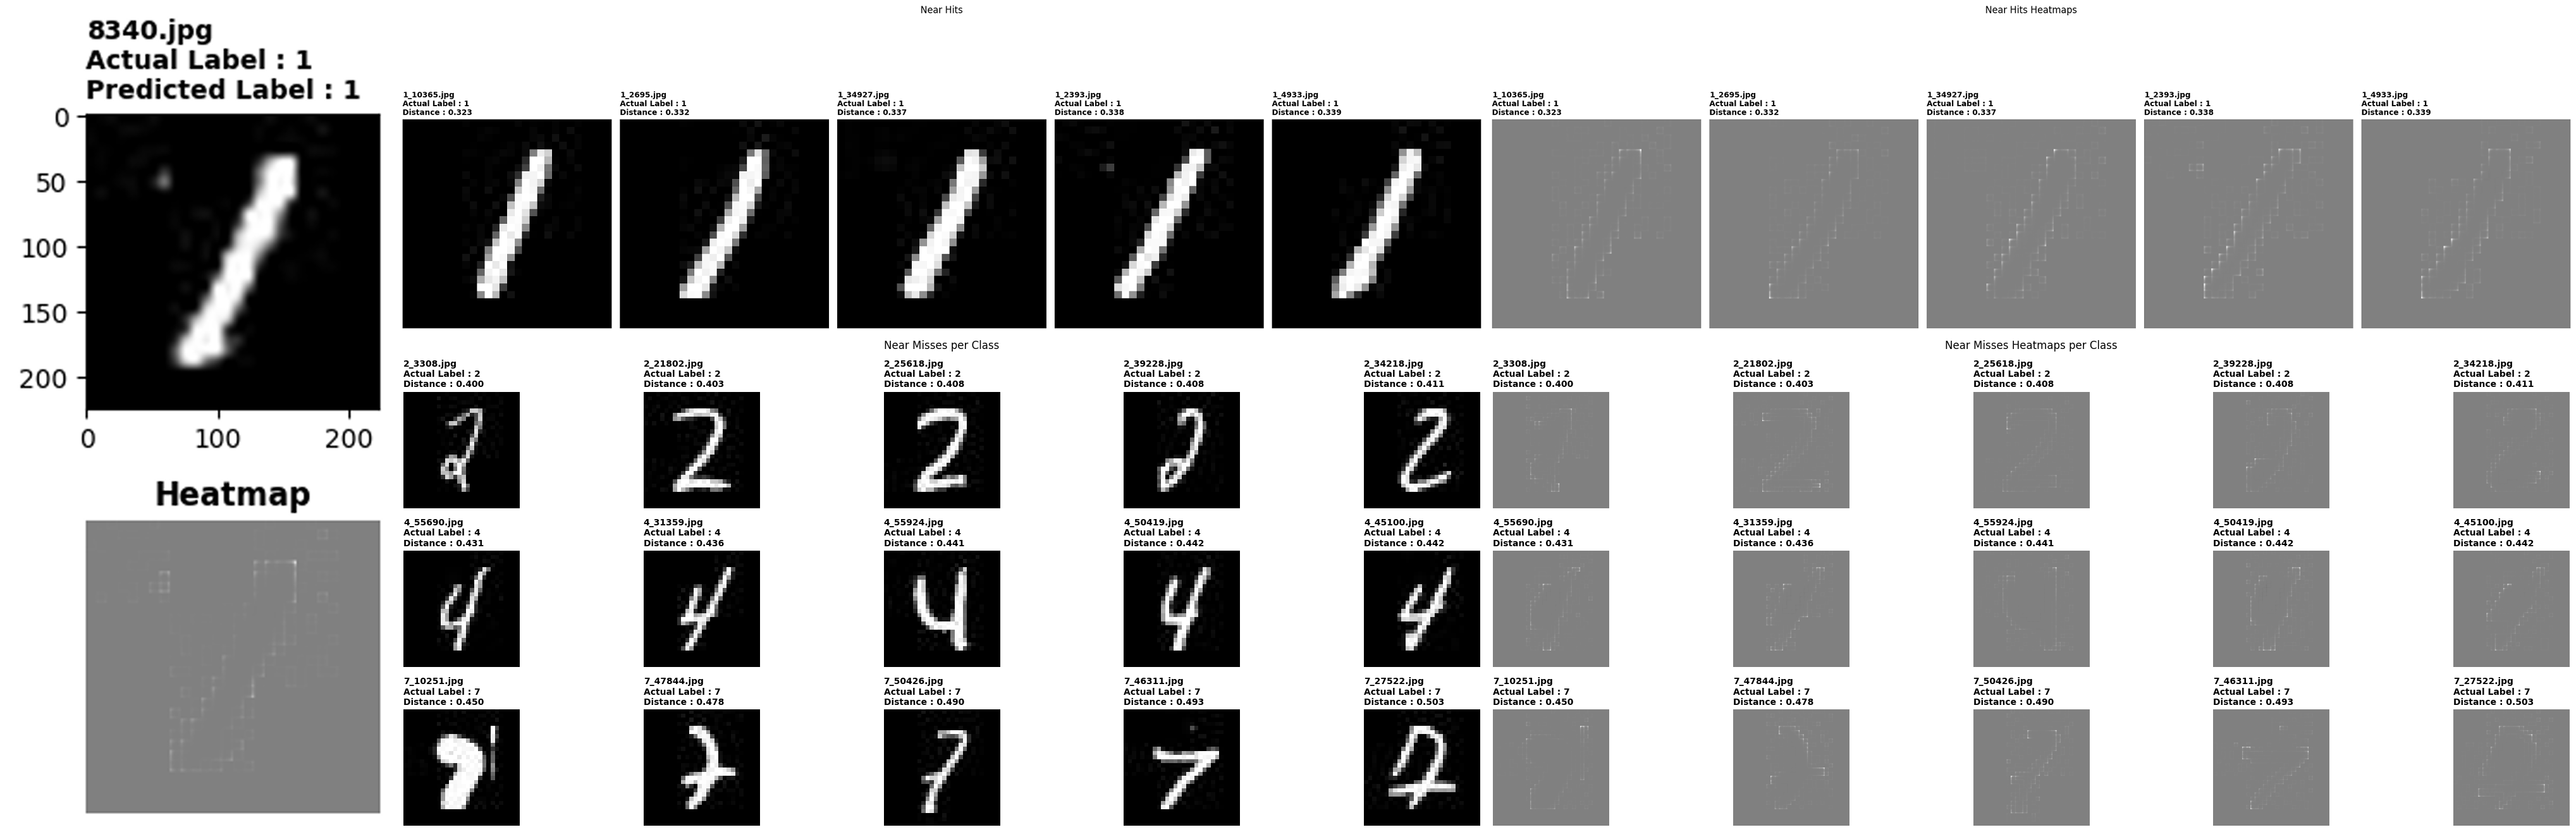 Near Hits
Near Hits Heatmaps
8340.jpg
Actual Label : 1
Predicted Label : 1
0
50
100
150
200
0 100 200
Heatmap
1_10365.jpg
Actual Label : 1
Distance : 0.323
1_2695.jpg
Actual Label : 1
Distance : 0.332
1_34927.jpg
Actual Label : 1
Distance : 0.337
1_2393.jpg
Actual Label : 1
Distance : 0.338
1_4933.jpg
Actual Label : 1
Distance : 0.339
1_10365.jpg
Actual Label : 1
Distance : 0.323
1_2695.jpg
Actual Label : 1
Distance : 0.332
1_34927.jpg
Actual Label : 1
Distance : 0.337
1_2393.jpg
Actual Label : 1
Distance : 0.338
1_4933.jpg
Actual Label : 1
Distance : 0.339
Near Misses per Class
Near Misses Heatmaps per Class
2_3308.jpg
Actual Label : 2
Distance : 0.400
2_21802.jpg
Actual Label : 2
Distance : 0.403
2_25618.jpg
Actual Label : 2
Distance : 0.408
2_39228.jpg
Actual Label : 2
Distance : 0.408
2_34218.jpg
Actual Label : 2
Distance : 0.411
2_3308.jpg
Actual Label : 2
Distance : 0.400
2_21802.jpg
Actual Label : 2
Distance : 0.403
2_25618.jpg
Actual Label : 2
Distance : 0.408
2_39228.jpg
Actual Label : 2
Distance : 0.408
2_34218.jpg
Actual Label : 2
Distance : 0.411
4_55690.jpg
Actual Label : 4
Distance : 0.431
4_31359.jpg
Actual Label : 4
Distance : 0.436
4_55924.jpg
Actual Label : 4
Distance : 0.441
4_50419.jpg
Actual Label : 4
Distance : 0.442
4_45100.jpg
Actual Label : 4
Distance : 0.442
4_55690.jpg
Actual Label : 4
Distance : 0.431
4_31359.jpg
Actual Label : 4
Distance : 0.436
4_55924.jpg
Actual Label : 4
Distance : 0.441
4_50419.jpg
Actual Label : 4
Distance : 0.442
4_45100.jpg
Actual Label : 4
Distance : 0.442
7_10251.jpg
Actual Label : 7
Distance : 0.450
7_47844.jpg
Actual Label : 7
Distance : 0.478
7_50426.jpg
Actual Label : 7
Distance : 0.490
7_46311.jpg
Actual Label : 7
Distance : 0.493
7_27522.jpg
Actual Label : 7
Distance : 0.503
7_10251.jpg
Actual Label : 7
Distance : 0.450
7_47844.jpg
Actual Label : 7
Distance : 0.478
7_50426.jpg
Actual Label : 7
Distance : 0.490
7_46311.jpg
Actual Label : 7
Distance : 0.493
7_27522.jpg
Actual Label : 7
Distance : 0.503